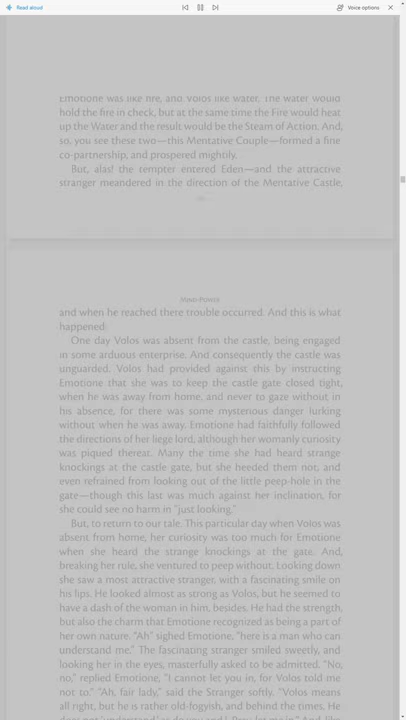 Read aloud
Voice options
Emotione was like fire, and Volos like water. The water would
hold the fire in check, but at the same time the Fire would heat
up the Water and the result would be the Steam of Action. And,
so, you see these two—this Mentative Couple—formed a fine
co-partnership, and prospered mightily.
But, alas! the tempter entered Eden—and the attractive
stranger meandered in the direction of the Mentative Castle,
Mind-Power
and when he reached there trouble occurred. And this is what
happened:
One day Volos was absent from the castle, being engaged
in some arduous enterprise. And consequently the castle was
unguarded. Volos had provided against this by instructing
Emotione that she was to keep the castle gate closed tight,
when he was away from home, and never to gaze without in
his absence, for there was some mysterious danger lurking
without when he was away. Emotione had faithfully followed
the directions of her liege lord, although her womanly curiosity
was piqued thereat. Many the time she had heard strange
knockings at the castle gate, but she heeded them not, and
even refrained from looking out of the little peep-hole in the
gate—though this last was much against her inclination, for
she could see no harm in "just looking."
But, to return to our tale. This particular day when Volos was
absent from home, her curiosity was too much for Emotione
when she heard the strange knockings at the gate. And,
breaking her rule, she ventured to peep without. Looking down
she saw a most attractive stranger, with a fascinating smile on
his lips. He looked almost as strong as Volos, but he seemed to
have a dash of the woman in him, besides. He had the strength,
but also the charm that Emotione recognized as being a part of
her own nature. "Ah" sighed Emotione, "here is a man who can
understand me." The fascinating stranger smiled sweetly, and
looking her in the eyes, masterfully asked to be admitted. "No,
no," replied Emotione, "I cannot let you in, for Volos told me
not to." "Ah, fair lady," said the Stranger softly. "Volos means
all right, but he is rather old-fogyish, and behind the times. He